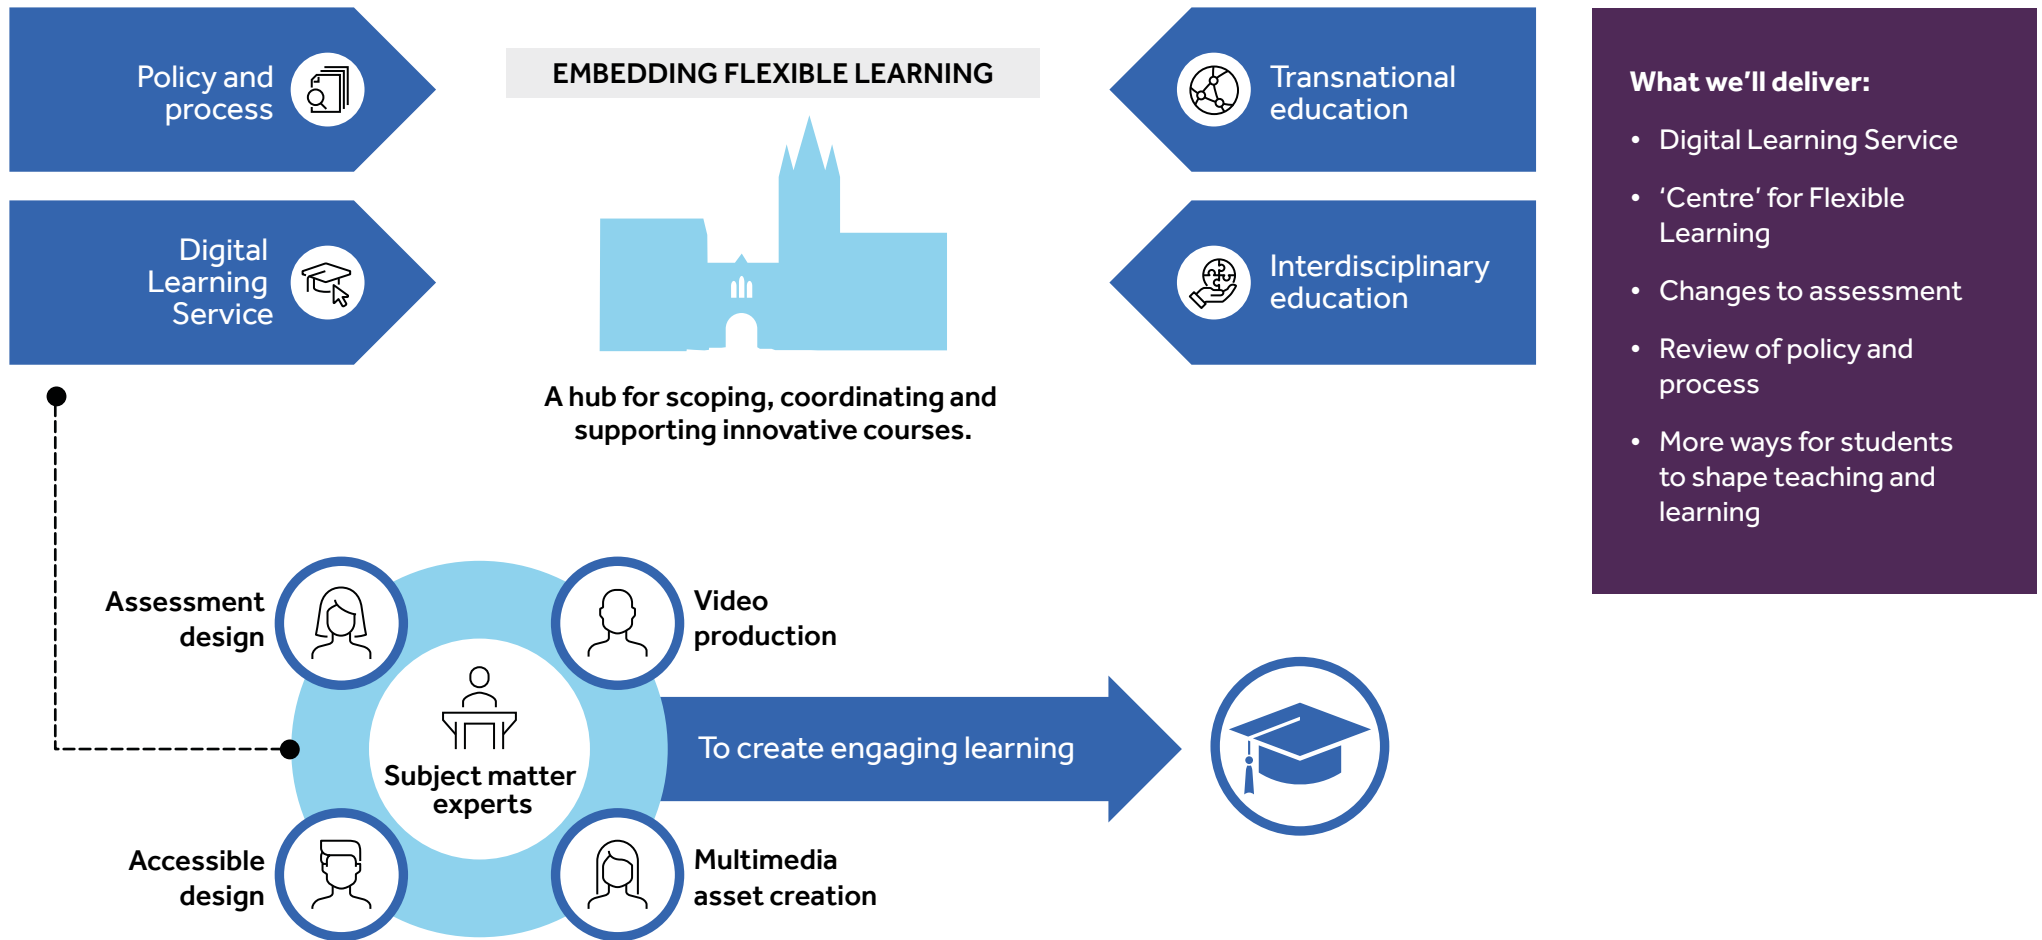 Policy and
process
Digital
Learning
Service
EMBEDDING FLEXIBLE LEARNING
A hub for scoping, coordinating and
supporting innovative courses.
Transnational
education
Interdisciplinary
education
What we’ll deliver:
• Digital Learning Service
• ‘Centre’ for Flexible
Learning
• Changes to assessment
• Review of policy and
process
• More ways for students
to shape teaching and
learning
Assessment
design
Video
production
Subject matter
experts
Accessible
design
Multimedia
asset creation
To create engaging learning